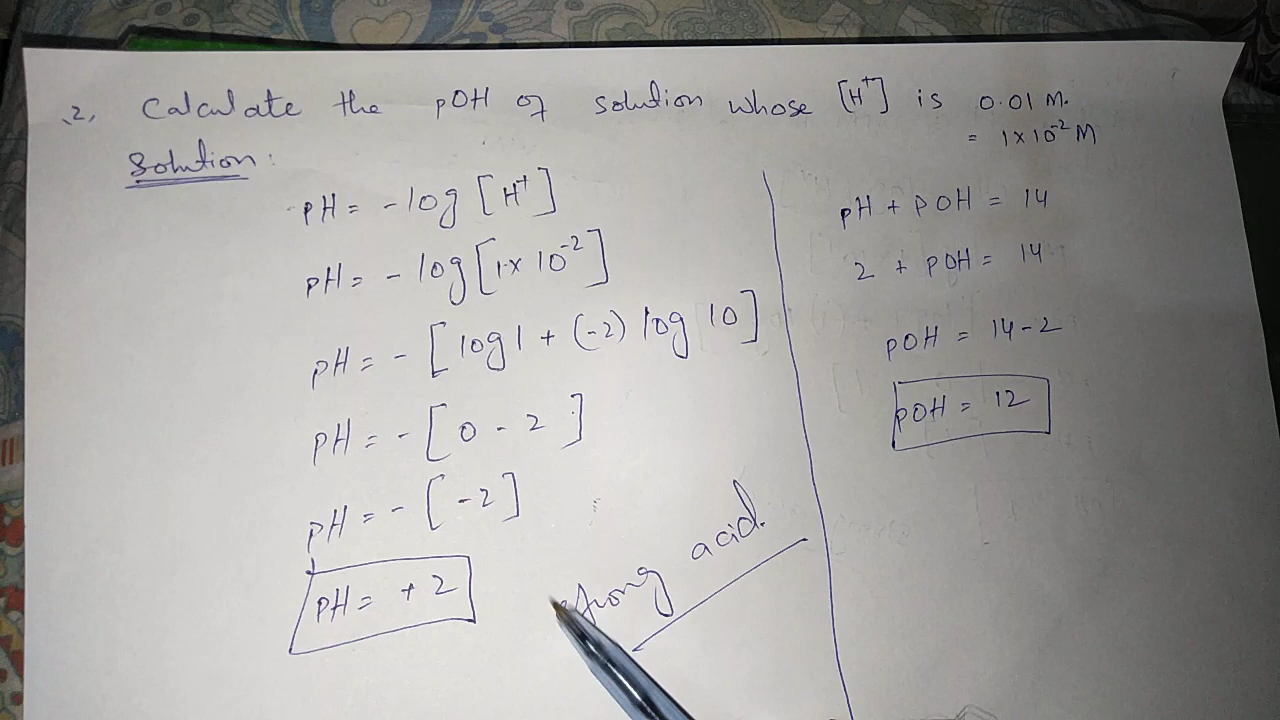 2. Calculate the pOH of solution whose [H⁺] is 0.01 M.
= 1×10⁻² M
Solution:
pH = -log [H⁺]
pH = -log [1×10⁻²]
pH = -[log1 + (-2) log 10]
pH = -[0 - 2]
pH = -[-2]
pH = +2
strong acid.
pH + pOH = 14
2 + pOH = 14
pOH = 14-2
pOH = 12